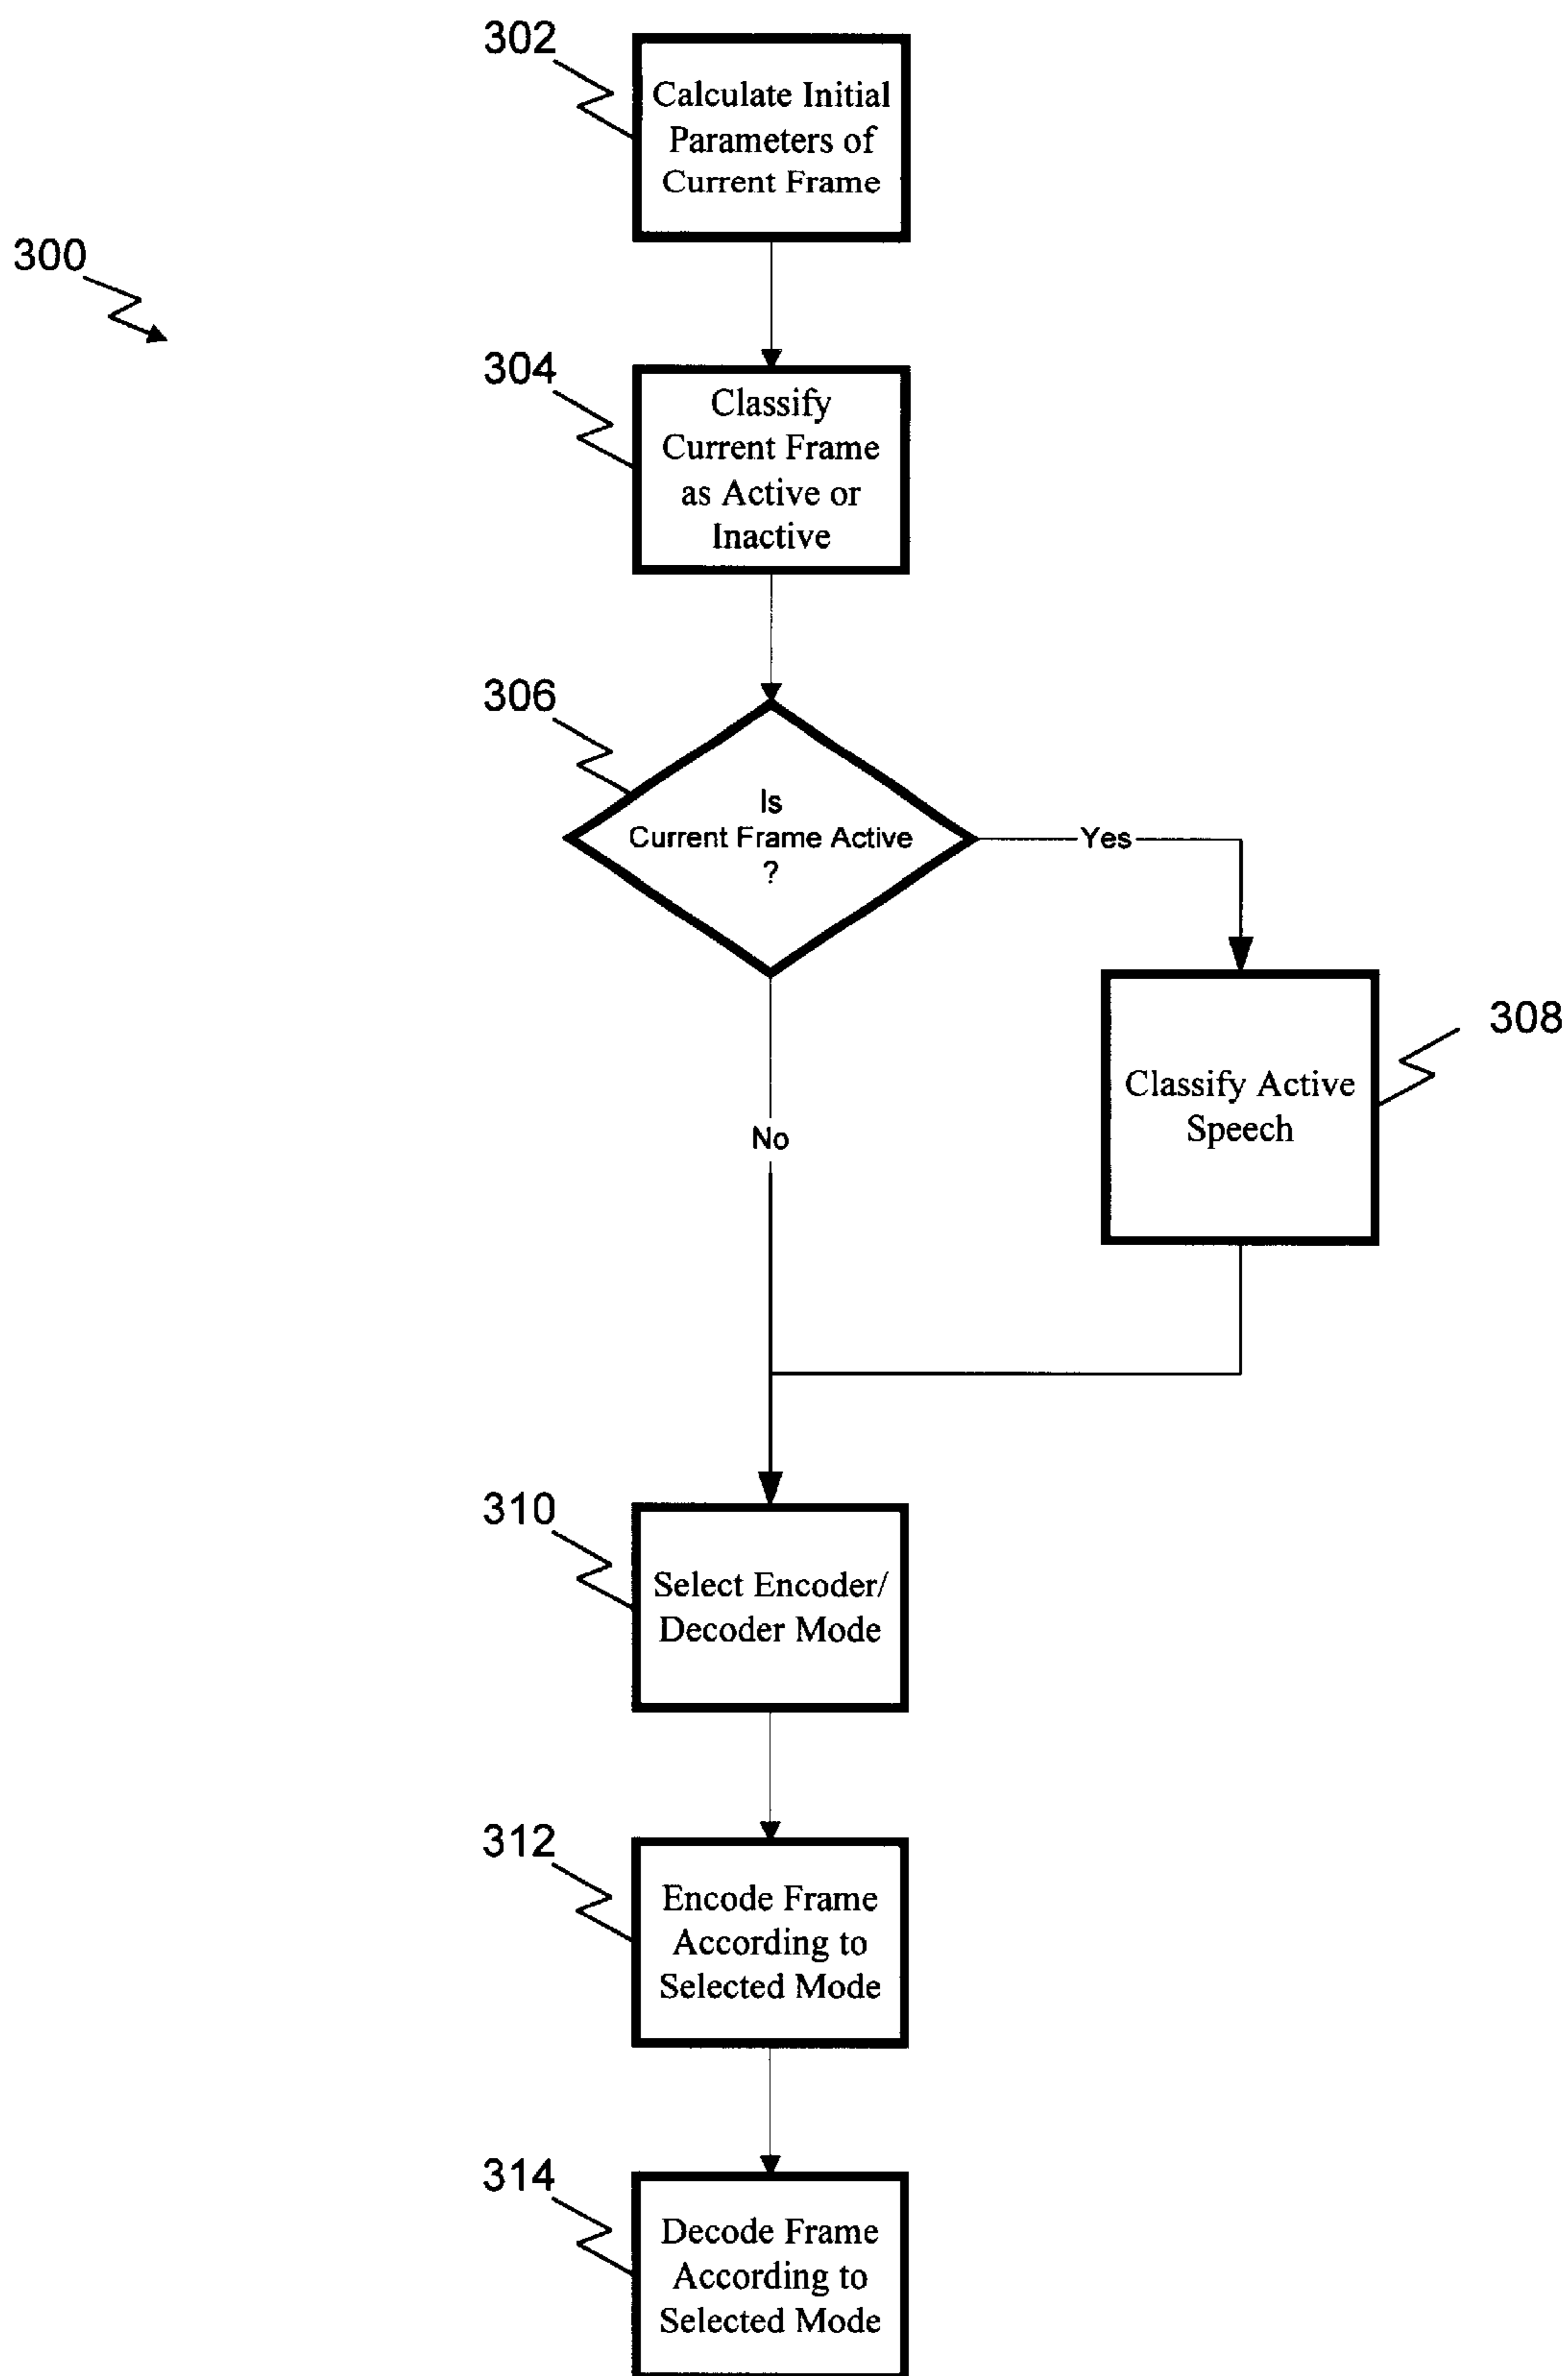 302
Calculate Initial
Parameters of
Current Frame
300
304
Classify
Current Frame
as Active or
Inactive
306
Is
Current Frame Active
?
Yes
308
Classify Active
Speech
No
310
Select Encoder/
Decoder Mode
312
Encode Frame
According to
Selected Mode
314
Decode Frame
According to
Selected Mode